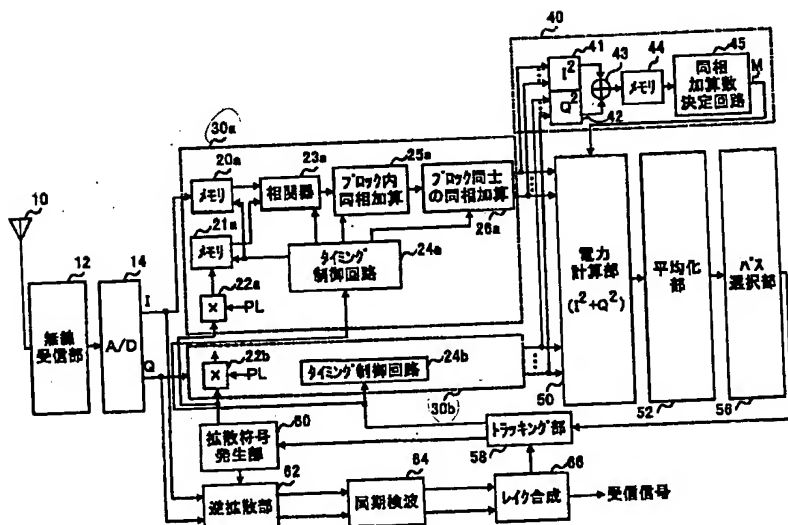 40
41
43
44
45
I²
メモリ
同相
加算数
決定回路
M
Q²
42
30a
20a
23a
25a
メモリ
相関器
ブロック内
同相加算
ブロック同士
の同相加算
26a
21a
メモリ
24a
タイミング
制御回路
22a
×
PL
10
12
14
無線
受信部
A/D
I
Q
22b
×
PL
24b
タイミング制御回路
30b
電力
計算部
(I²+Q²)
50
平均化
部
52
パス
選択部
56
60
拡散符号
発生部
トラッキング部
58
62
逆拡散部
64
同期検波
66
レイク合成
受信信号